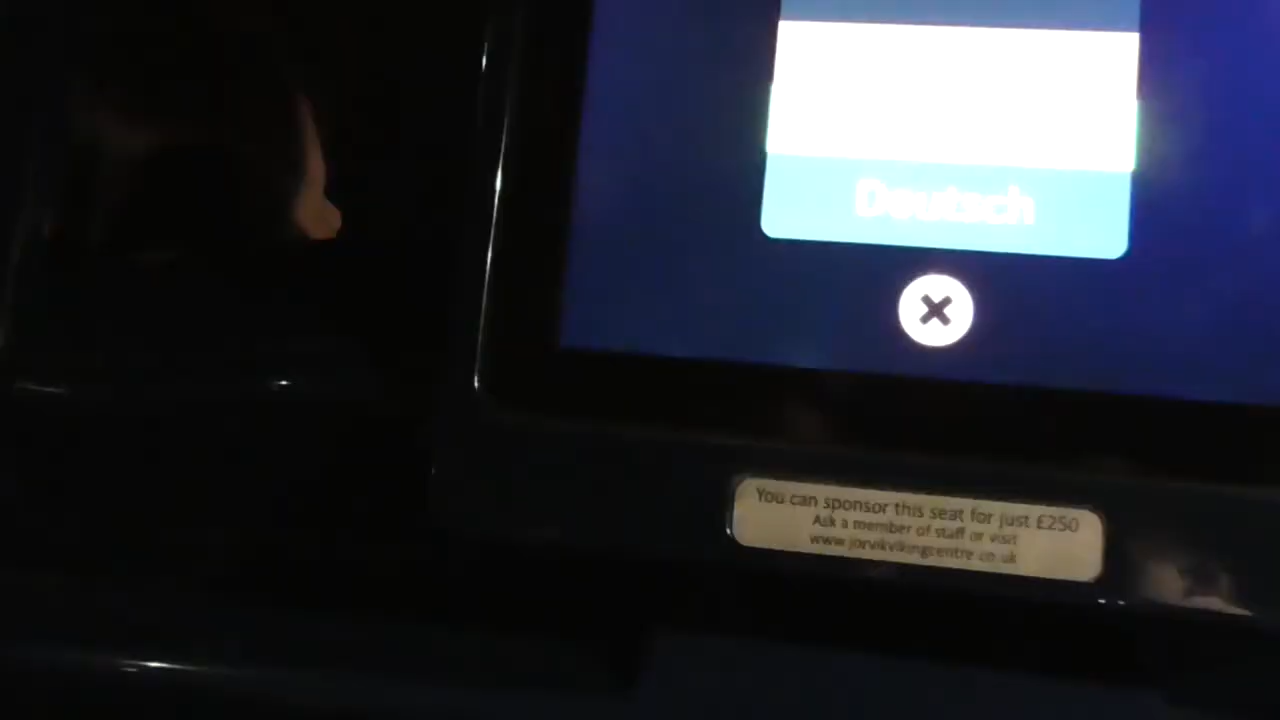 Deutsch
You can sponsor this seat for just £250
Ask a member of staff or visit
www.jorvikvikingcentre.co.uk